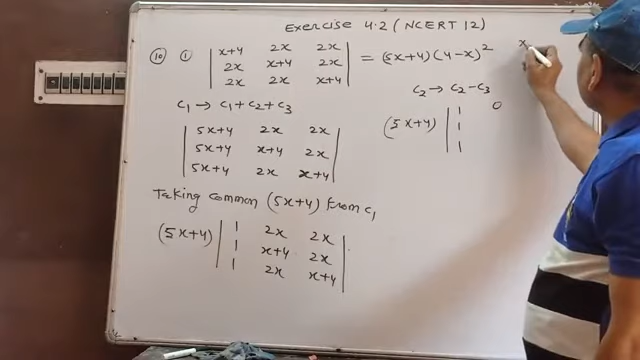 Exercise 4.2 (NCERT 12)
(10) (1) | x+4 2x 2x | = (5x+4)(4-x)²
| 2x x+4 2x |
| 2x 2x x+4 |
C1 → C1+C2+C3
| 5x+4 2x 2x |
| 5x+4 x+4 2x |
| 5x+4 2x x+4 |
Taking common (5x+4) from C1
(5x+4) | 1 2x 2x |
| 1 x+4 2x |
| 1 2x x+4 |
x
C2 → C2-C3
(5x+4) | 1 0
| 1
| 1